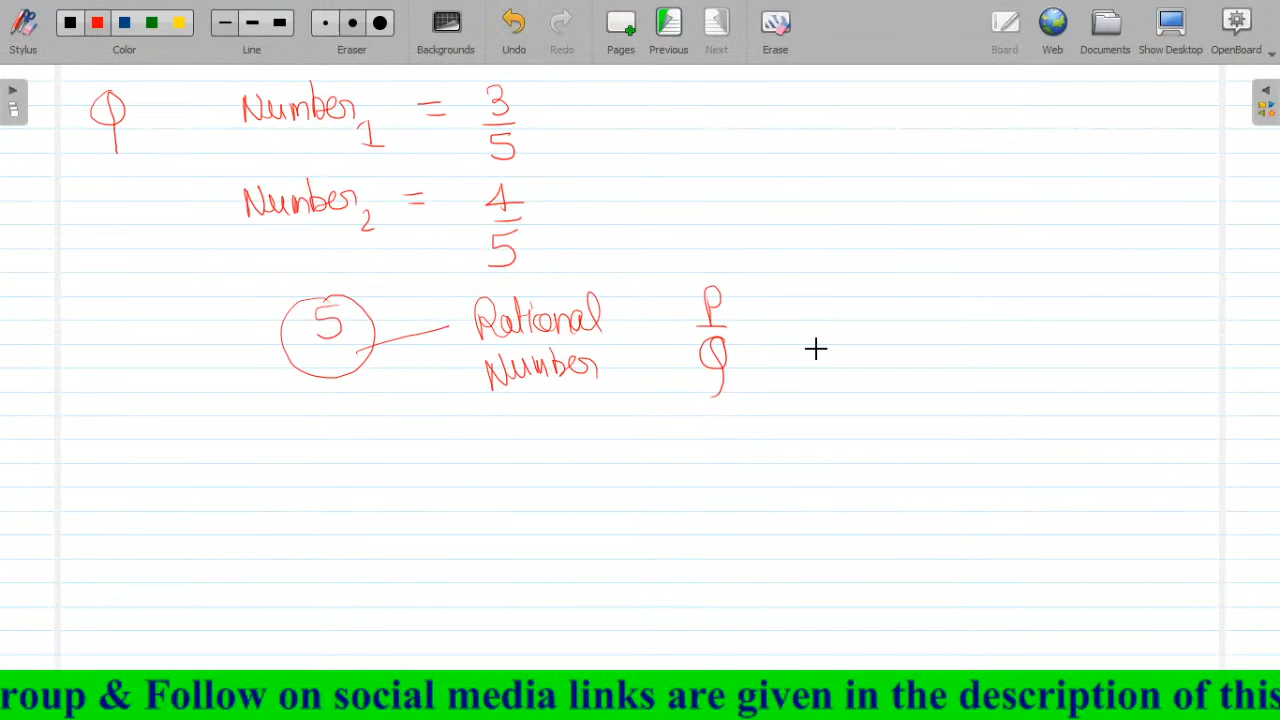 Stylus Color Line Eraser Backgrounds Undo Redo Pages Previous Next Erase Board Web Documents Show Desktop OpenBoard
Q Number1 = 3/5
Number2 = 4/5
5 Rational P/Q
Number
roup & Follow on social media links are given in the description of this